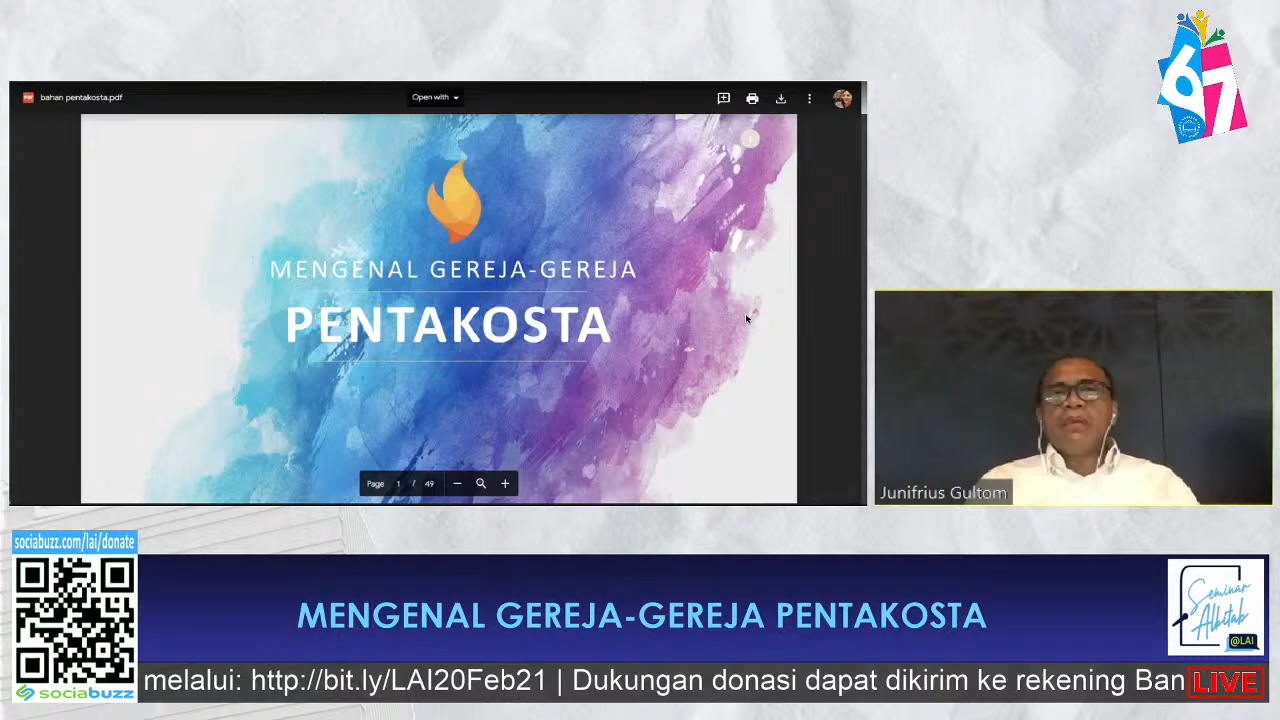 67
bahan pentakosta.pdf
Open with
MENGENAL GEREJA-GEREJA
PENTAKOSTA
Page 1 / 49
Junifrius Gultom
sociabuzz.com/lai/donate
sociabuzz
MENGENAL GEREJA-GEREJA PENTAKOSTA
Seminar
Alkitab
@LAI
melalui: http://bit.ly/LAI20Feb21 | Dukungan donasi dapat dikirim ke rekening Ban
LIVE